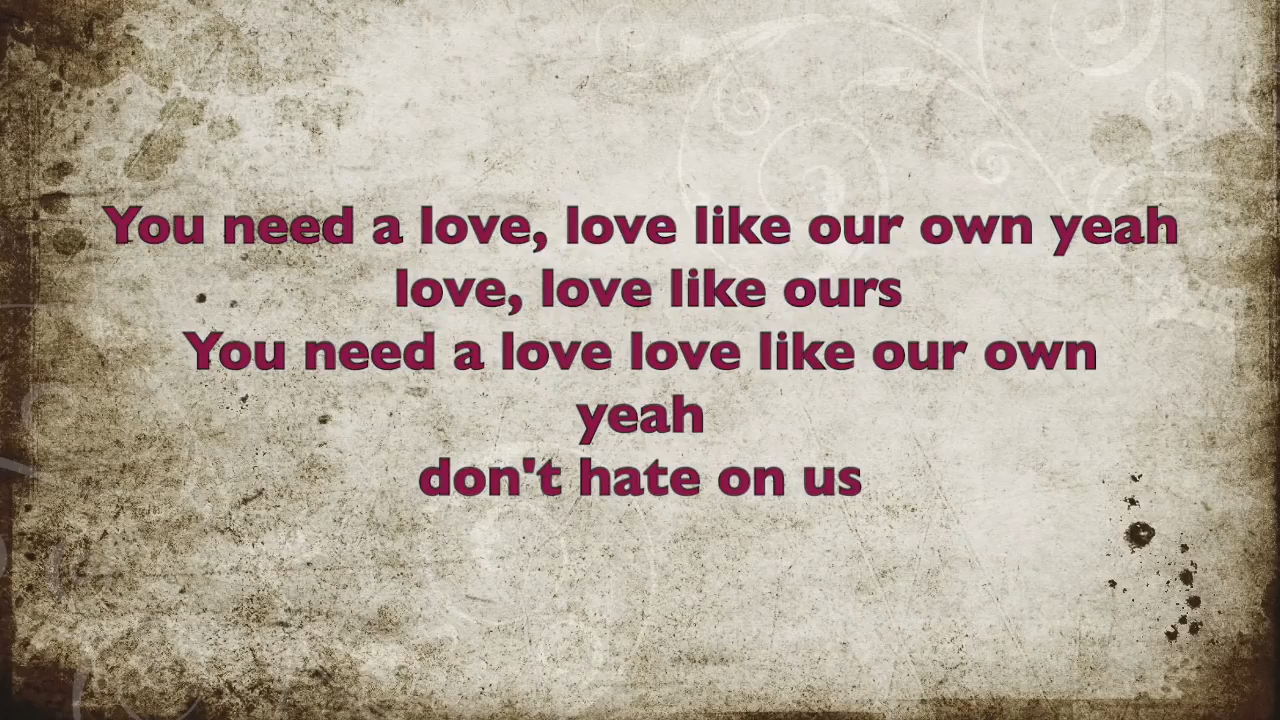 You need a love, love like our own yeah
love, love like ours
You need a love love like our own
yeah
don't hate on us